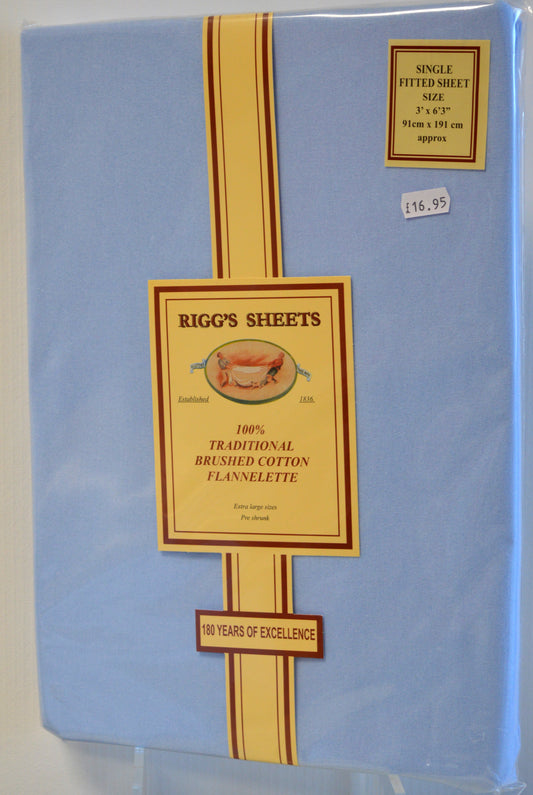 SINGLE
FITTED SHEET
SIZE
3' x 6'3"
91cm x 191 cm
approx
£16.95
RIGG'S SHEETS
Established 1836.
100%
TRADITIONAL
BRUSHED COTTON
FLANNELETTE
Extra large sizes
Pre shrunk
180 YEARS OF EXCELLENCE